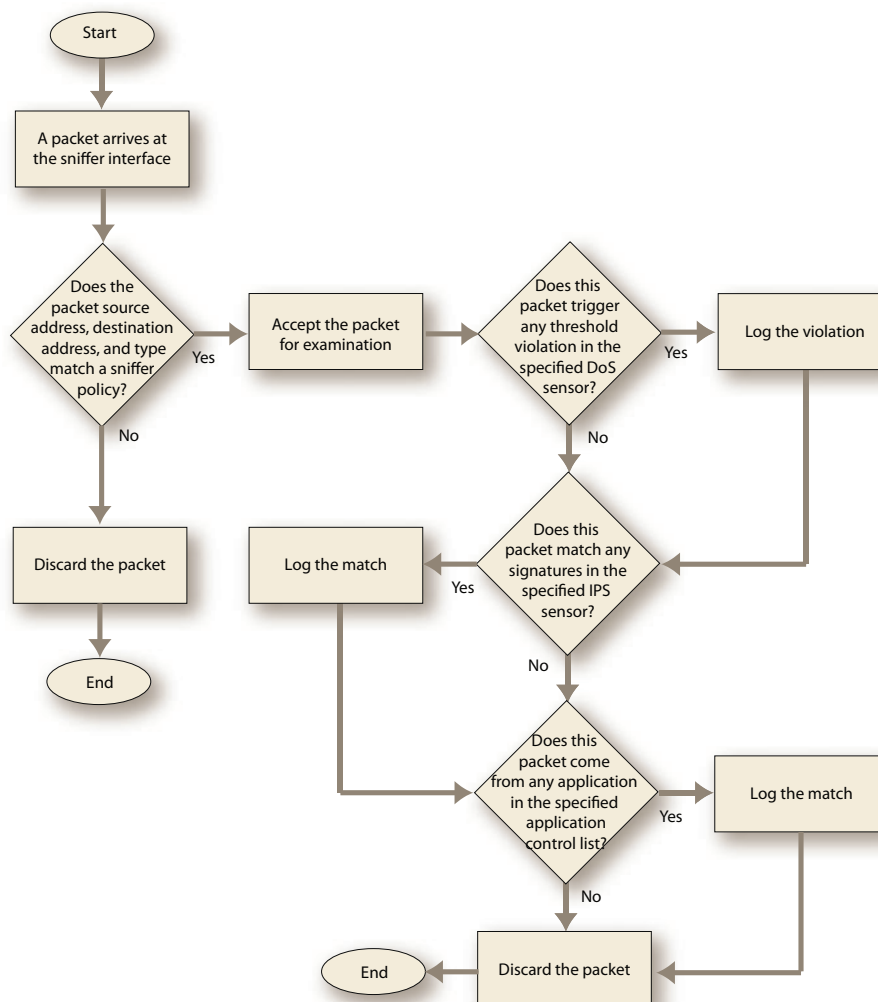 Start
A packet arrives at
the sniffer interface
Does the
packet source
address, destination
address, and type
match a sniffer
policy?
Yes
No
Accept the packet
for examination
Does this
packet trigger
any threshold
violation in the
specified DoS
sensor?
Yes
No
Log the violation
Discard the packet
End
Does this
packet match any
signatures in the
specified IPS
sensor?
Yes
No
Log the match
Does this
packet come
from any application
in the specified
application
control list?
Yes
No
Log the match
Discard the packet
End